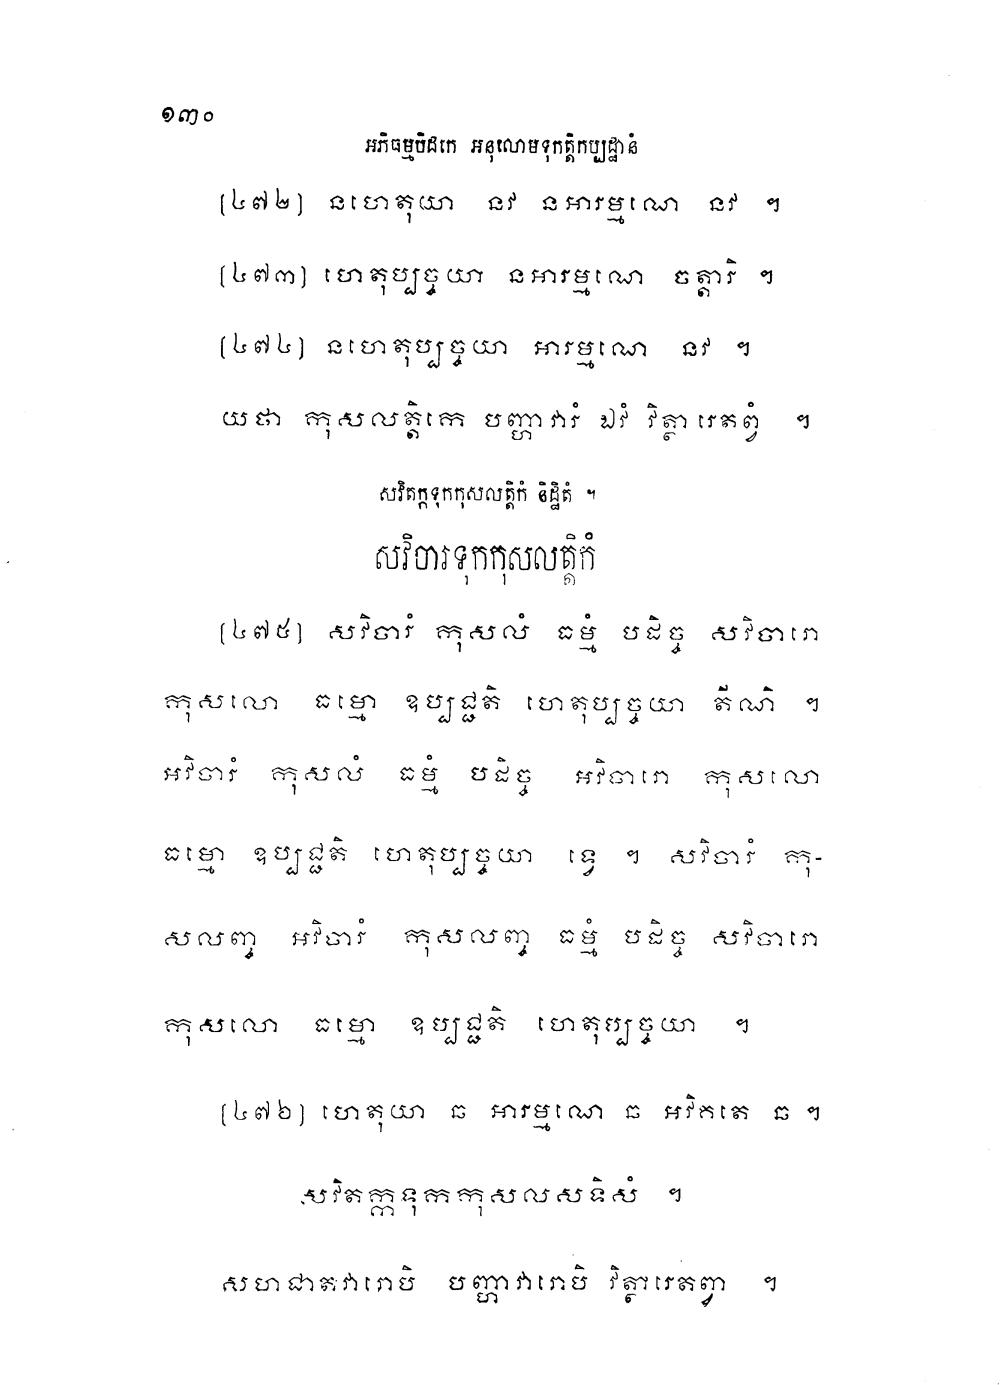 ១៣០
អភិធម្មបិដកេ អនុលោមទុកត្តិកប្បដ្ឋានំ
[៤៧២] នហេតុយា នវ នអារម្មណេ នវ ។
[៤៧៣] ហេតុប្បច្ចយា នអារម្មណេ ចត្តារិ ។
[៤៧៤] នហេតុប្បច្ចយា អារម្មណេ នវ ។
យថា កុសលត្តិកេ បញ្ហាវារំ ឯវំ វិត្ថារេតព្វំ ។
សវិតក្កទុកកុសលត្តិកំ និដ្ឋិតំ ។
សវិចារទុកកុសលត្តិកំ
[៤៧៥] សវិចារំ កុសលំ ធម្មំ បដិច្ច សវិចារោ
កុសលោ ធម្មោ ឧប្បជ្ជតិ ហេតុប្បច្ចយា តីណិ ។
អវិចារំ កុសលំ ធម្មំ បដិច្ច អវិចារោ កុសលោ
ធម្មោ ឧប្បជ្ជតិ ហេតុប្បច្ចយា ទ្វេ ។ សវិចារំ កុ-
សលញ្ច អវិចារំ កុសលញ្ច ធម្មំ បដិច្ច សវិចារោ
កុសលោ ធម្មោ ឧប្បជ្ជតិ ហេតុប្បច្ចយា ។
[៤៧៦] ហេតុយា ឆ អារម្មណេ ឆ អវិគតេ ឆ ។
សវិតក្កទុកកុសលសទិសំ ។
សហជាតវារោបិ បញ្ហាវារោបិ វិត្ថារេតព្វា ។